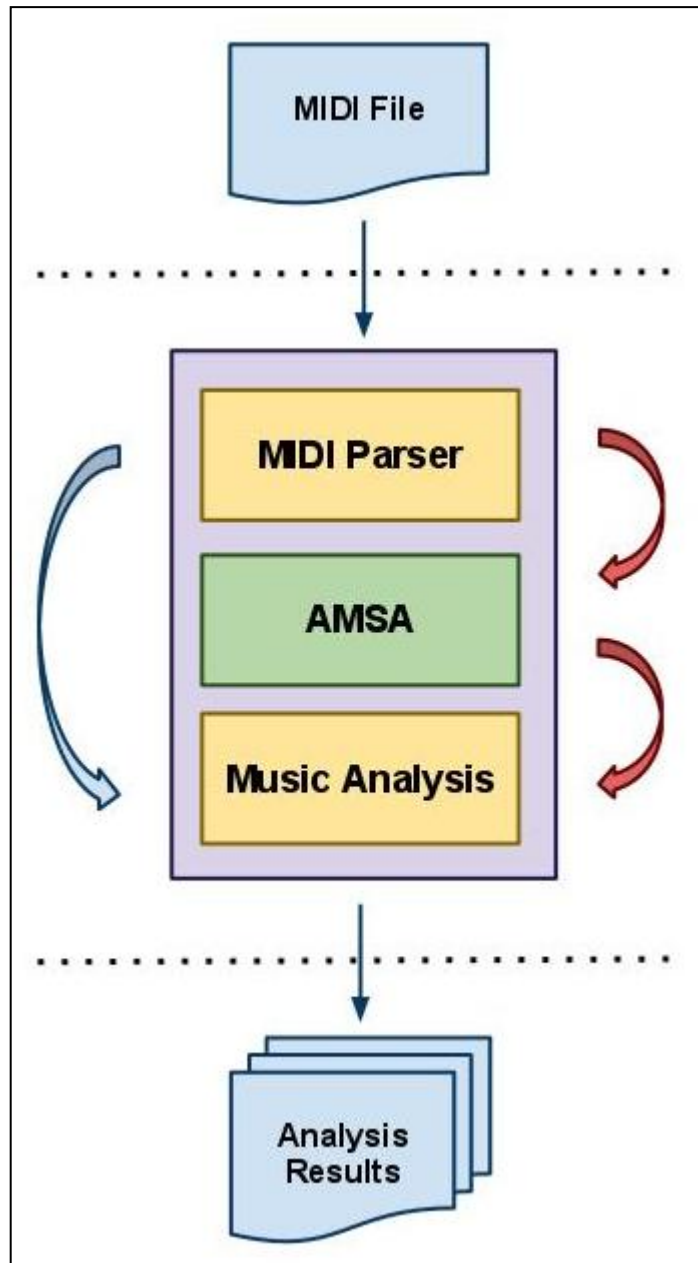 MIDI File
MIDI Parser
AMSA
Music Analysis
Analysis
Results